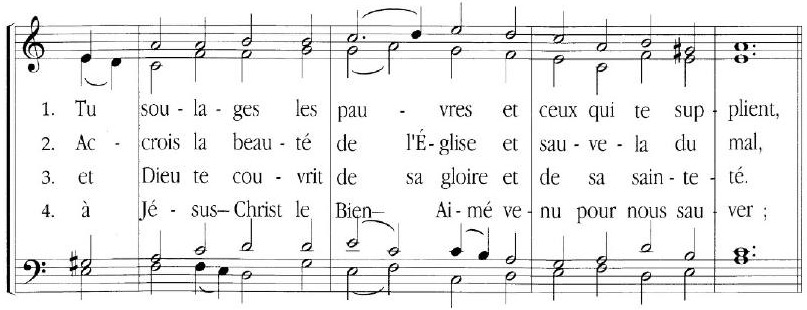 1. Tu sou - la - ges les pau - vres et ceux qui te sup - plient,
2. Ac - crois la beau - té de l'É - glise et sau - ve - la du mal,
3. et Dieu te cou - vrit de sa gloire et de sa sain - te - té.
4. à Jé - sus– Christ le Bien– Ai - mé ve - nu pour nous sau - ver ;